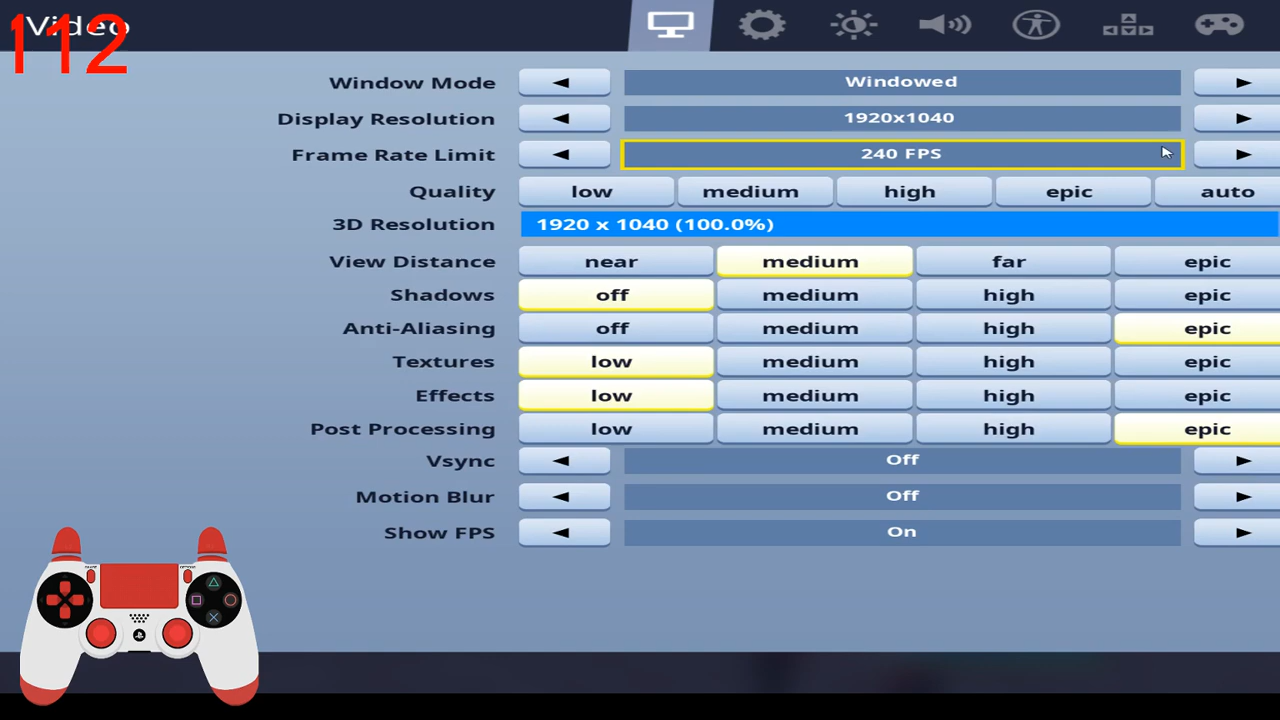 Video
112
Window Mode ◄ Windowed ►
Display Resolution ◄ 1920x1040 ►
Frame Rate Limit ◄ 240 FPS ►
Quality low medium high epic auto
3D Resolution 1920 x 1040 (100.0%)
View Distance near medium far epic
Shadows off medium high epic
Anti-Aliasing off medium high epic
Textures low medium high epic
Effects low medium high epic
Post Processing low medium high epic
Vsync ◄ Off ►
Motion Blur ◄ Off ►
Show FPS ◄ On ►